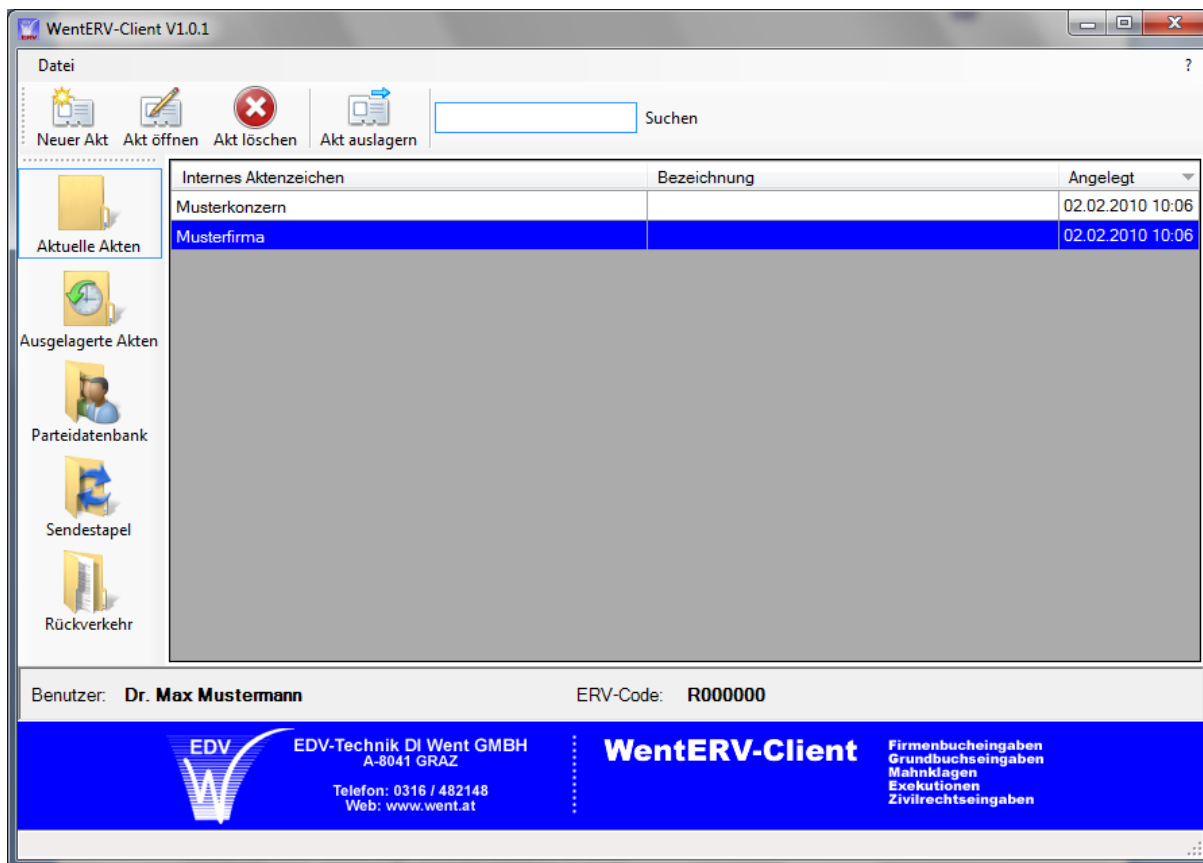 WentERV-Client V1.0.1
Datei
?
Neuer Akt Akt öffnen Akt löschen Akt auslagern Suchen
Internes Aktenzeichen Bezeichnung Angelegt
Musterkonzern 02.02.2010 10:06
Musterfirma 02.02.2010 10:06
Aktuelle Akten
Ausgelagerte Akten
Parteidatenbank
Sendestapel
Rückverkehr
Benutzer: Dr. Max Mustermann ERV-Code: R000000
EDV
W
EDV-Technik DI Went GMBH
A-8041 GRAZ
Telefon: 0316 / 482148
Web: www.went.at
WentERV-Client
Firmenbucheingaben
Grundbuchseingaben
Mahnklagen
Exekutionen
Zivilrechtseingaben